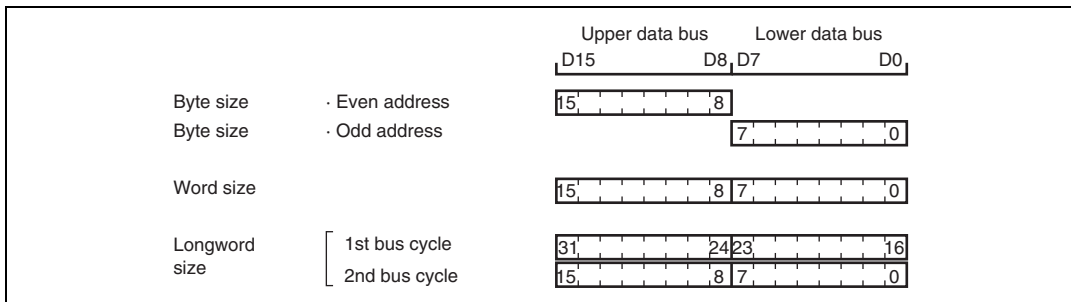 Upper data bus Lower data bus
D15 D8 D7 D0
Byte size · Even address 15 8
Byte size · Odd address 7 0
Word size 15 8 7 0
Longword size 1st bus cycle 31 24 23 16
2nd bus cycle 15 8 7 0